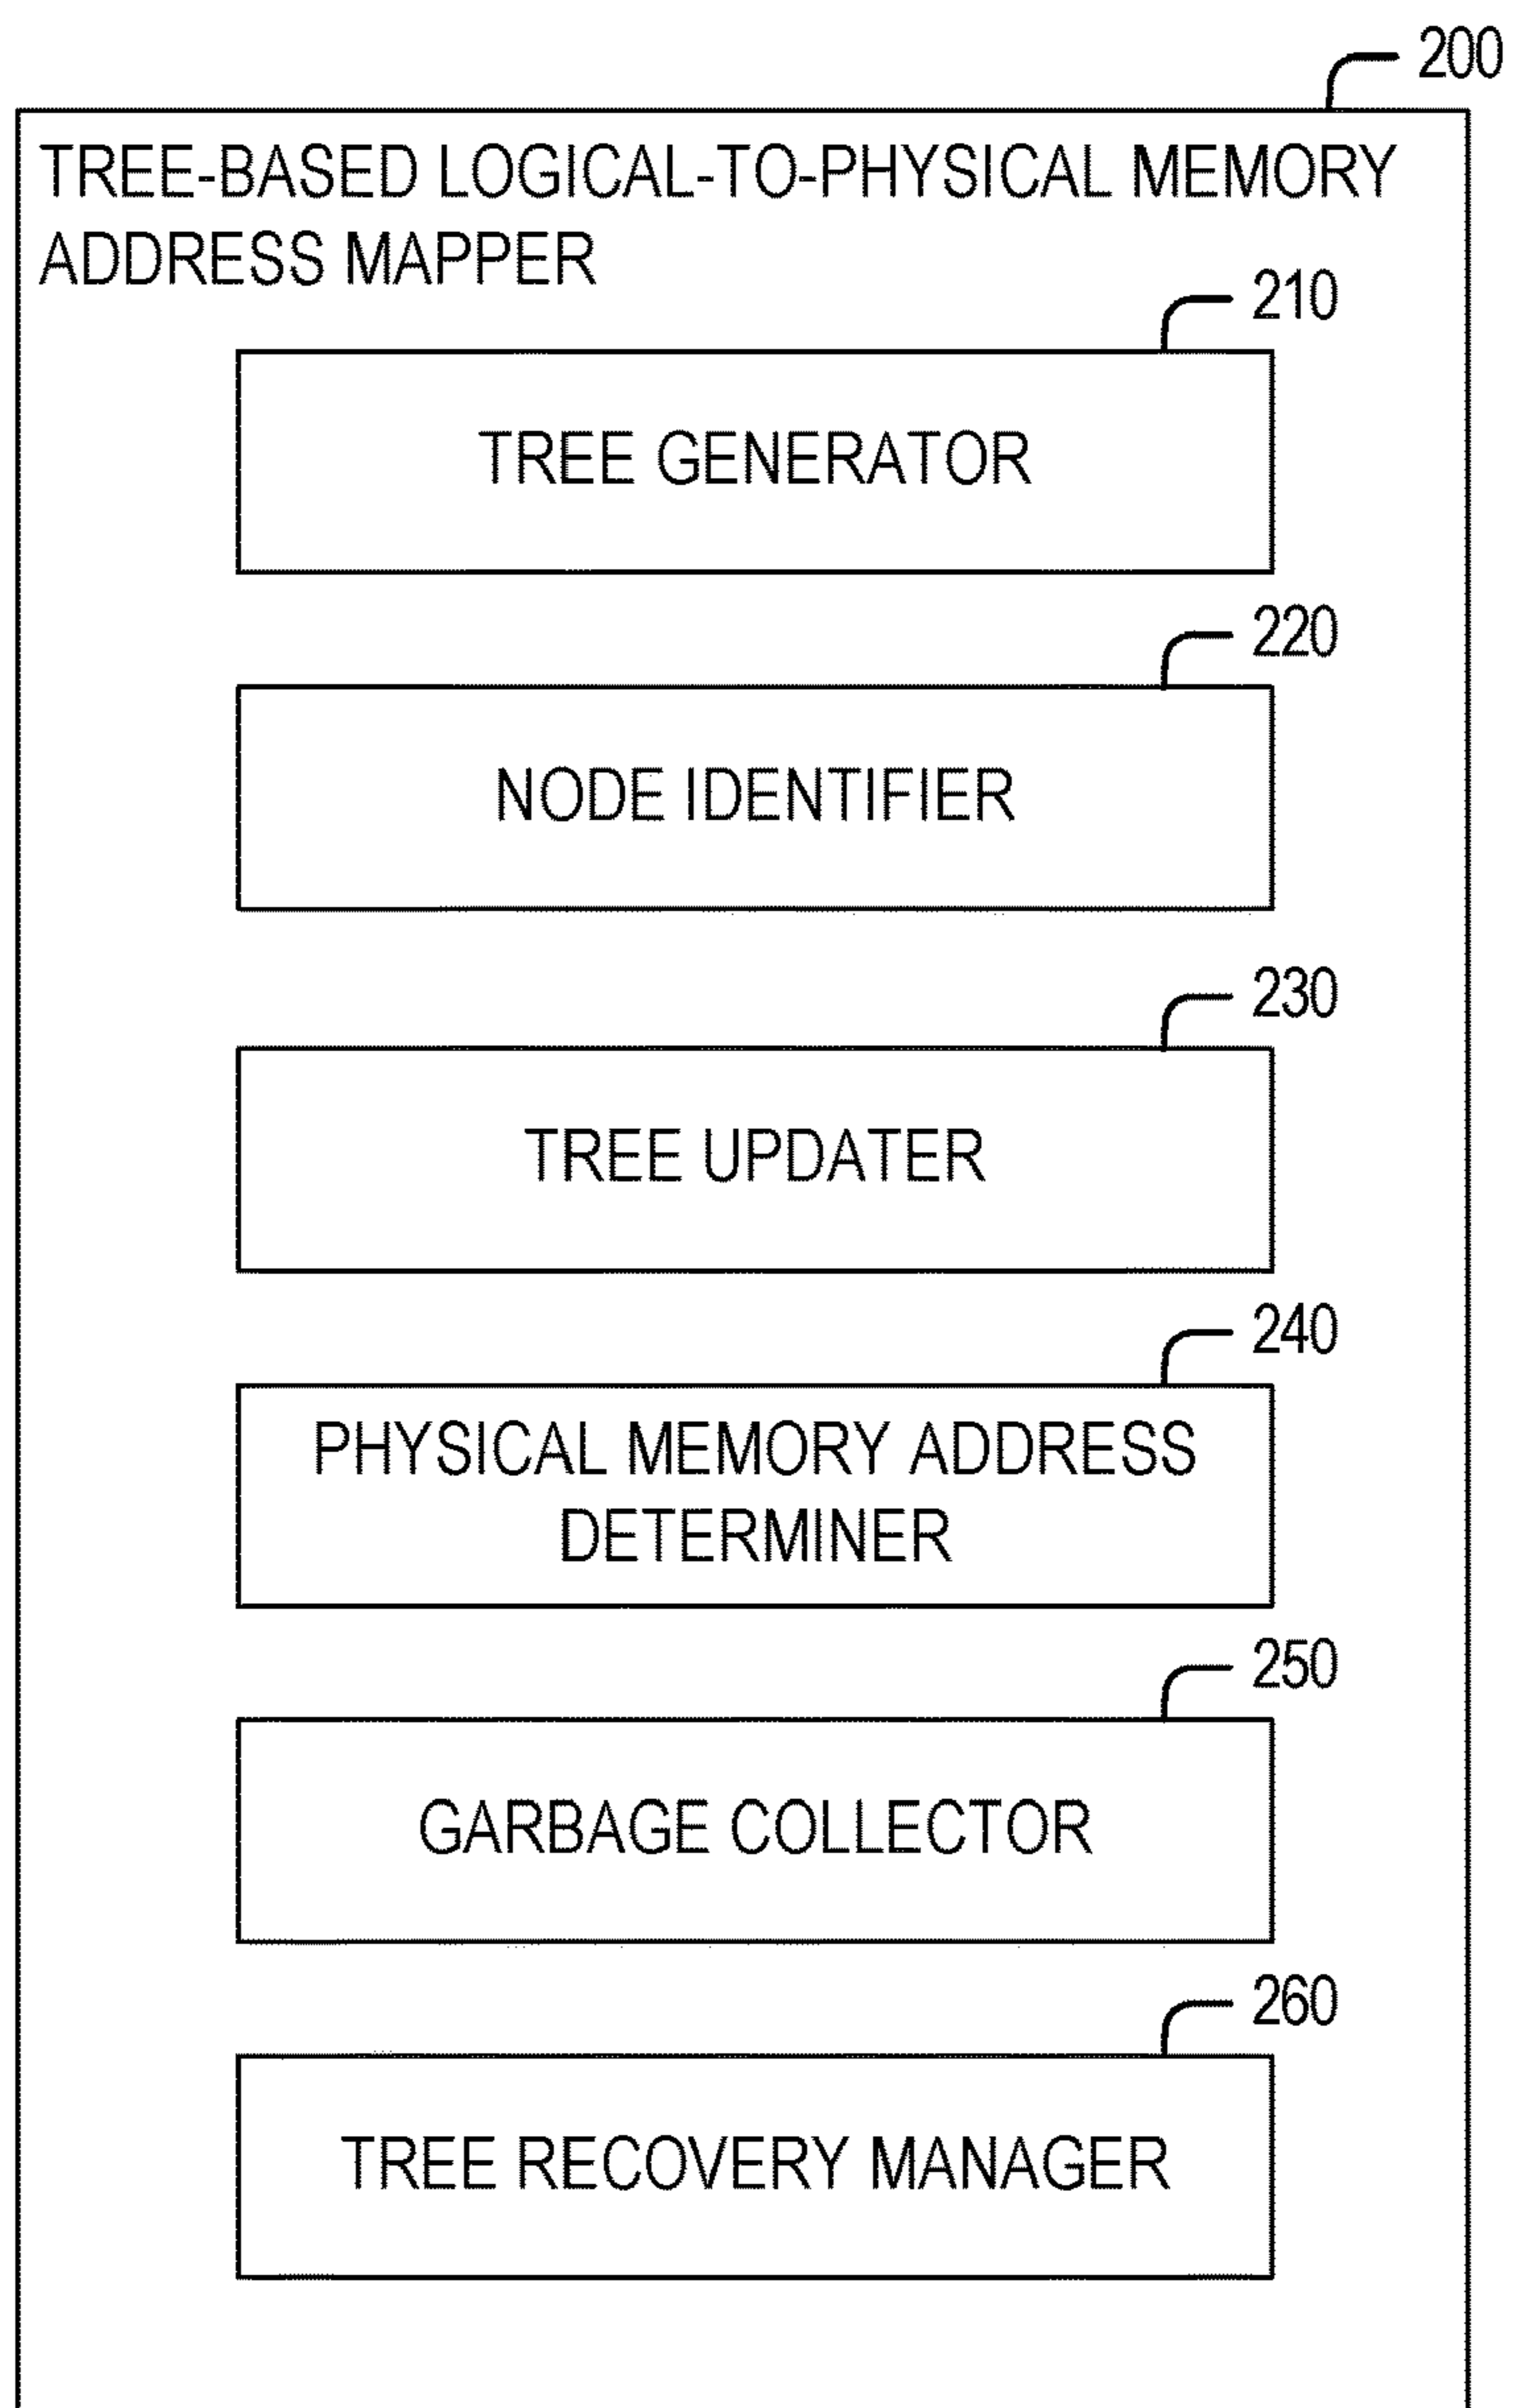 200
TREE-BASED LOGICAL-TO-PHYSICAL MEMORY
ADDRESS MAPPER
210
TREE GENERATOR
220
NODE IDENTIFIER
230
TREE UPDATER
240
PHYSICAL MEMORY ADDRESS
DETERMINER
250
GARBAGE COLLECTOR
260
TREE RECOVERY MANAGER